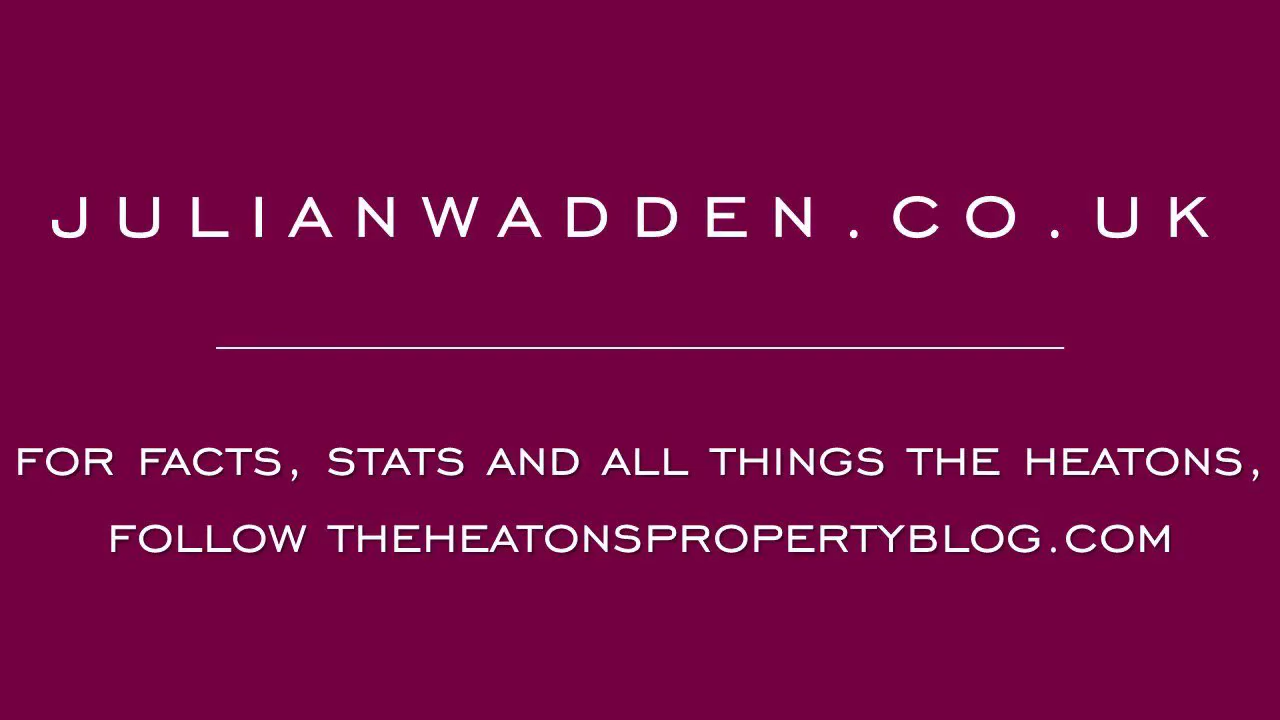 JULIANWADDEN.CO.UK
FOR FACTS, STATS AND ALL THINGS THE HEATONS,
FOLLOW THEHEATONSPROPERTYBLOG.COM